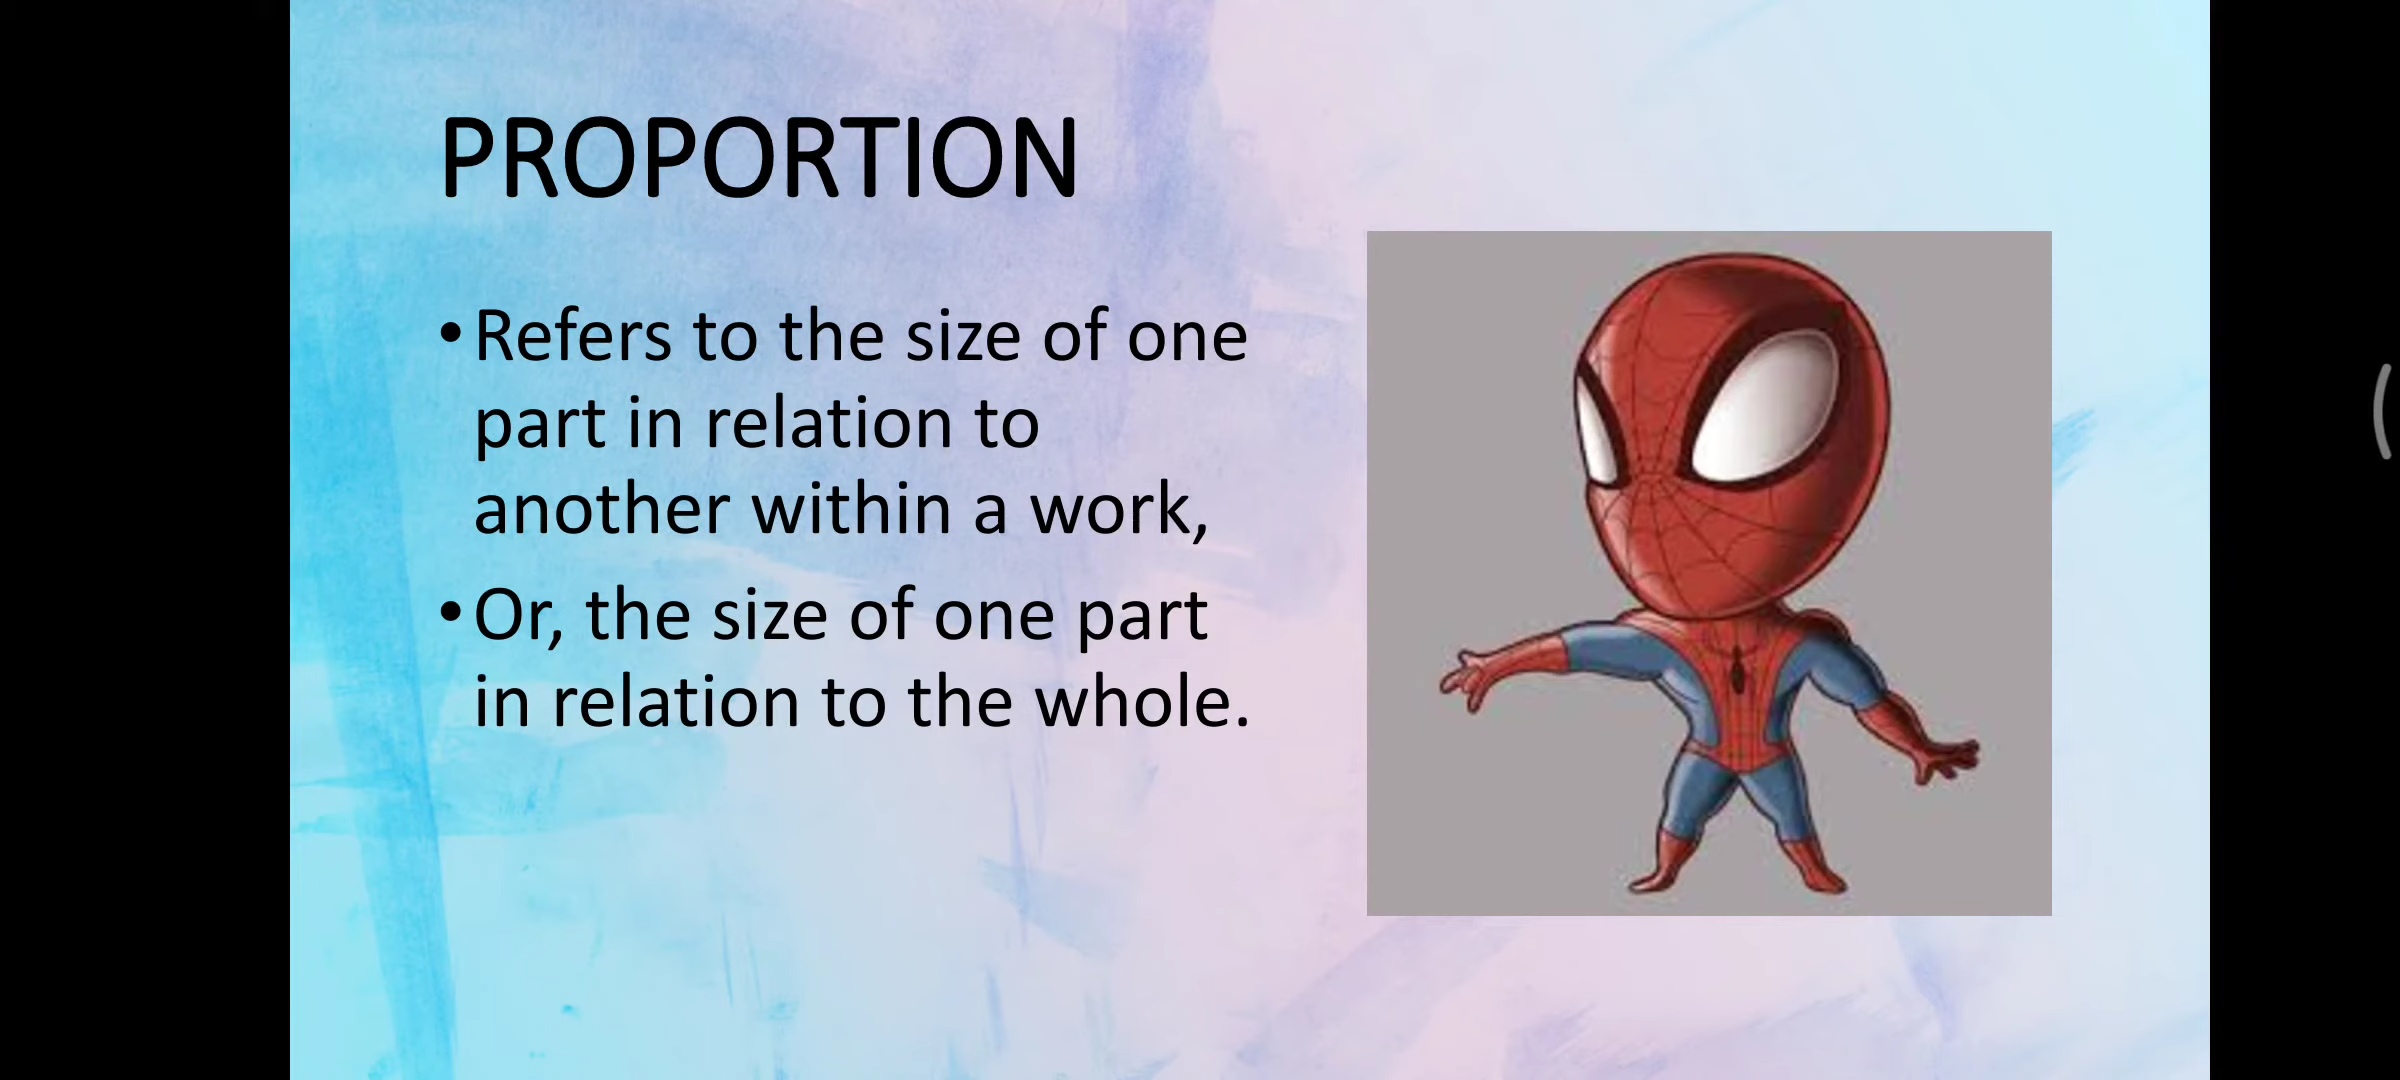 PROPORTION
• Refers to the size of one
part in relation to
another within a work,
• Or, the size of one part
in relation to the whole.